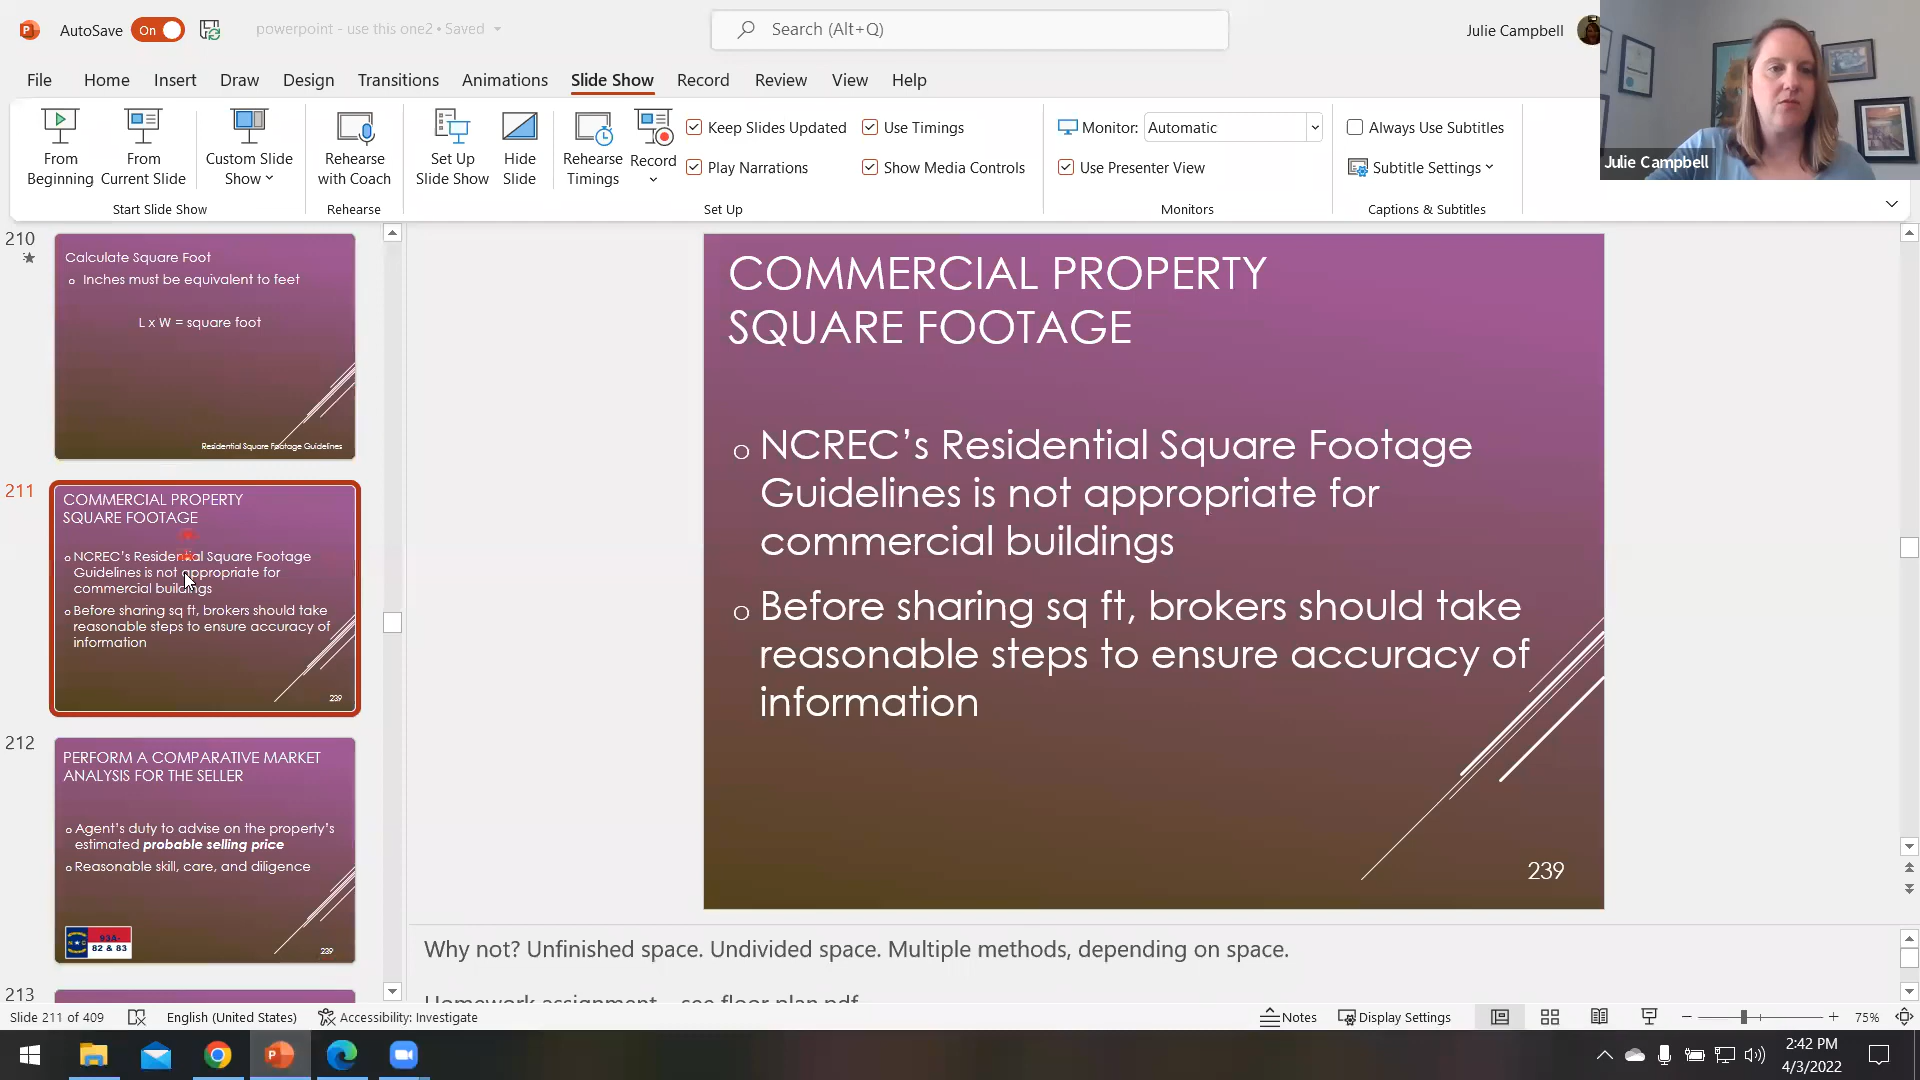 AutoSave
On
powerpoint - use this one2 • Saved
Search (Alt+Q)
Julie Campbell
File
Home
Insert
Draw
Design
Transitions
Animations
Slide Show
Record
Review
View
Help
From
Beginning
From
Current Slide
Custom Slide
Show
Start Slide Show
Rehearse
with Coach
Rehearse
Set Up
Slide Show
Hide
Slide
Rehearse
Timings
Record
Keep Slides Updated
Play Narrations
Use Timings
Show Media Controls
Set Up
Monitor:
Automatic
Use Presenter View
Monitors
Always Use Subtitles
Subtitle Settings
Captions & Subtitles
Julie Campbell
210
Calculate Square Foot
o Inches must be equivalent to feet
L x W = square foot
Residential Square Footage Guidelines
211
COMMERCIAL PROPERTY
SQUARE FOOTAGE
o NCREC's Residential Square Footage
Guidelines is not appropriate for
commercial buildings
o Before sharing sq ft, brokers should take
reasonable steps to ensure accuracy of
information
239
212
PERFORM A COMPARATIVE MARKET
ANALYSIS FOR THE SELLER
o Agent's duty to advise on the property's
estimated probable selling price
o Reasonable skill, care, and diligence
N C
93A-
82 & 83
239
213
COMMERCIAL PROPERTY
SQUARE FOOTAGE
o NCREC's Residential Square Footage
Guidelines is not appropriate for
commercial buildings
o Before sharing sq ft, brokers should take
reasonable steps to ensure accuracy of
information
239
Why not? Unfinished space. Undivided space. Multiple methods, depending on space.
Homework assignment – see floor plan pdf
Slide 211 of 409
English (United States)
Accessibility: Investigate
Notes
Display Settings
75%
2:42 PM
4/3/2022